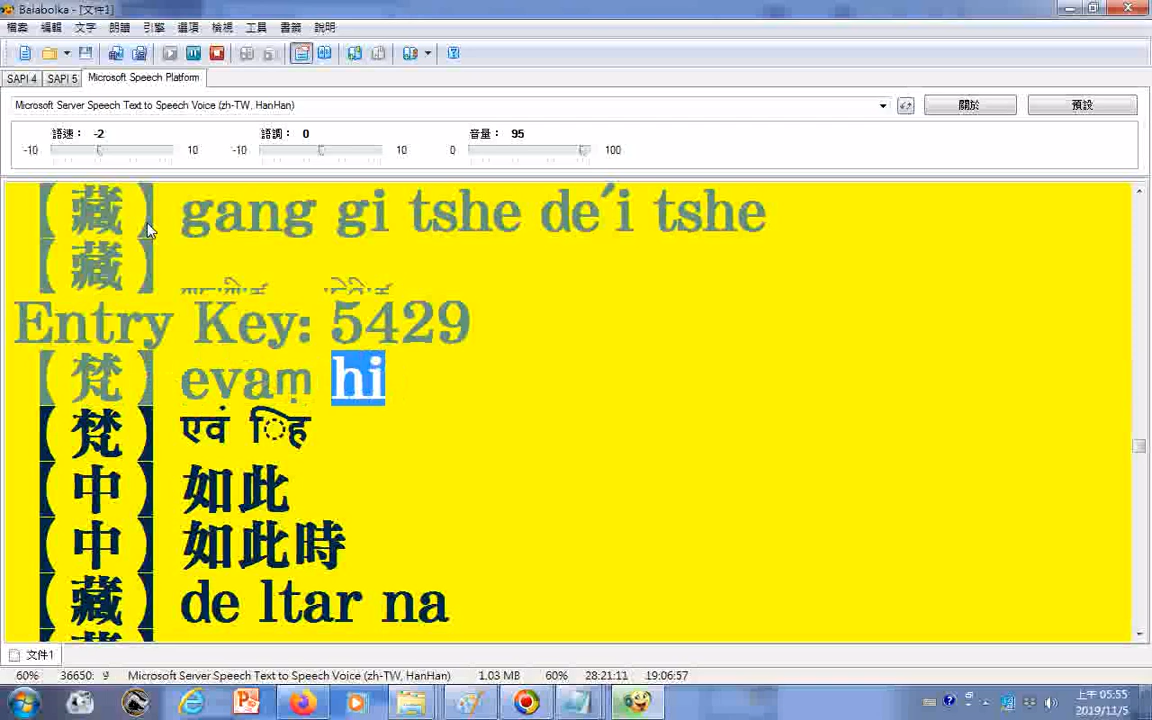 Balabolka - [文件1]
檔案 編輯 文字 朗讀 引擎 選項 檢視 工具 書籤 說明
SAPI 4 SAPI 5 Microsoft Speech Platform
Microsoft Server Speech Text to Speech Voice (zh-TW, HanHan) 關於 預設
語速： -2 語調： 0 音量： 95
-10 10 -10 10 0 100
【藏】 gang gi tshe de´i tshe
【藏】
Entry Key: 5429
【梵】 evaṃ hi
【梵】 एवं िह
【中】 如此
【中】 如此時
【藏】 de ltar na
文件1
60% 36650: 9 Microsoft Server Speech Text to Speech Voice (zh-TW, HanHan) 1.03 MB 60% 28:21:11 19:06:57
上午 05:55
2019/11/5